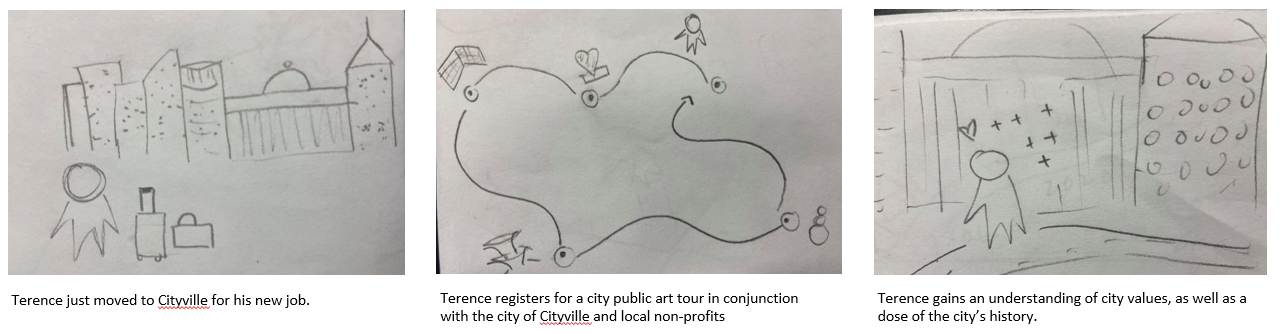 Terence just moved to Cityville for his new job.
Terence registers for a city public art tour in conjunction
with the city of Cityville and local non-profits
Terence gains an understanding of city values, as well as a
dose of the city's history.